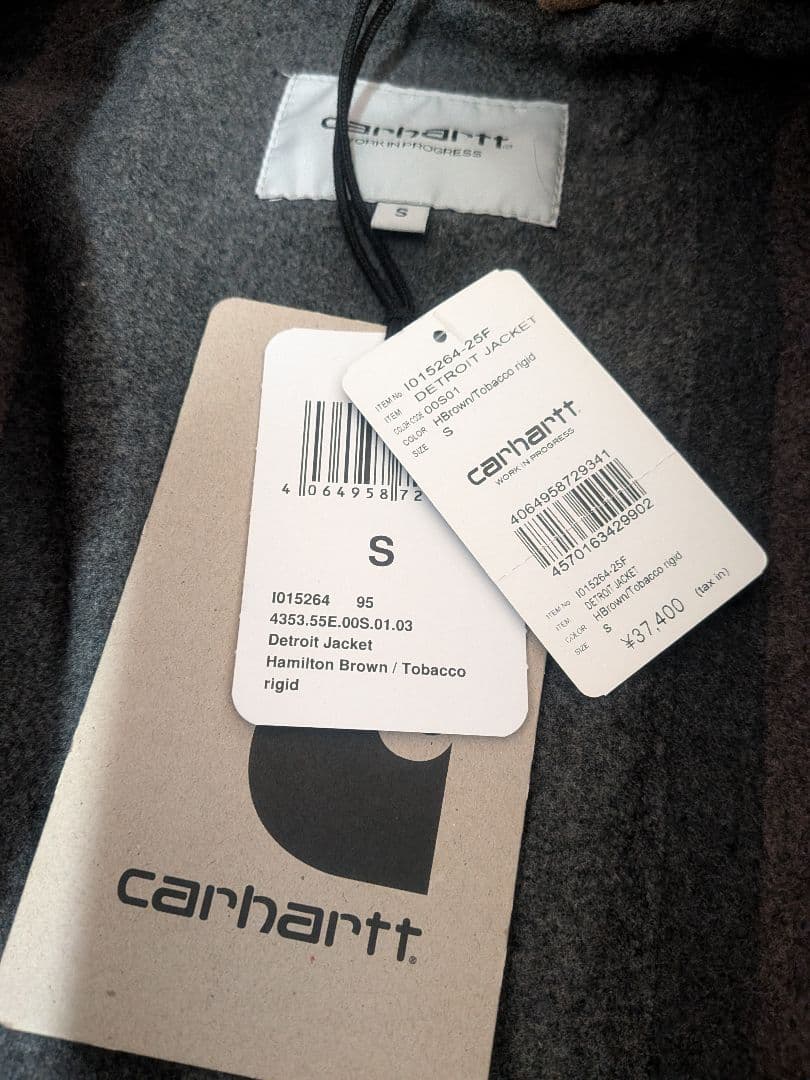 carhartt
WORK IN PROGRESS
S
ITEM No. I015264-25F
ITEM DETROIT JACKET
COLOR CODE 00S01
COLOR HBrown/Tobacco rigid
SIZE S
carhartt
WORK IN PROGRESS
4064958729341
4570163429902
ITEM No. I015264-25F
ITEM DETROIT JACKET
COLOR HBrown/Tobacco rigid
SIZE S
¥37,400 (tax in)
4 064958 72
S
I015264 95
4353.55E.00S.01.03
Detroit Jacket
Hamilton Brown / Tobacco
rigid
carhartt®